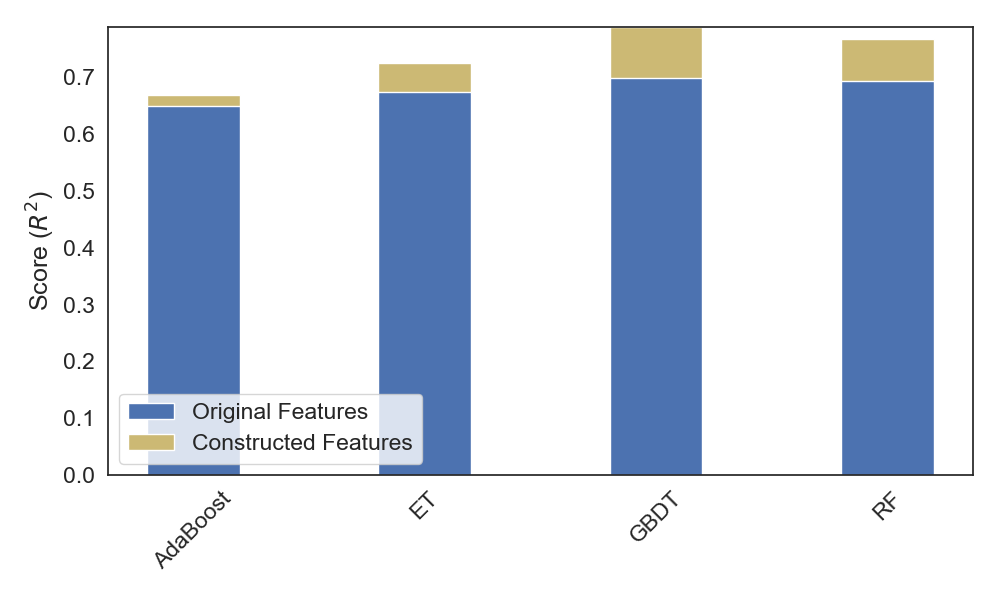 Score (R²)
0.7
0.6
0.5
0.4
0.3
0.2
0.1
0.0
Original Features
Constructed Features
AdaBoost
ET
GBDT
RF